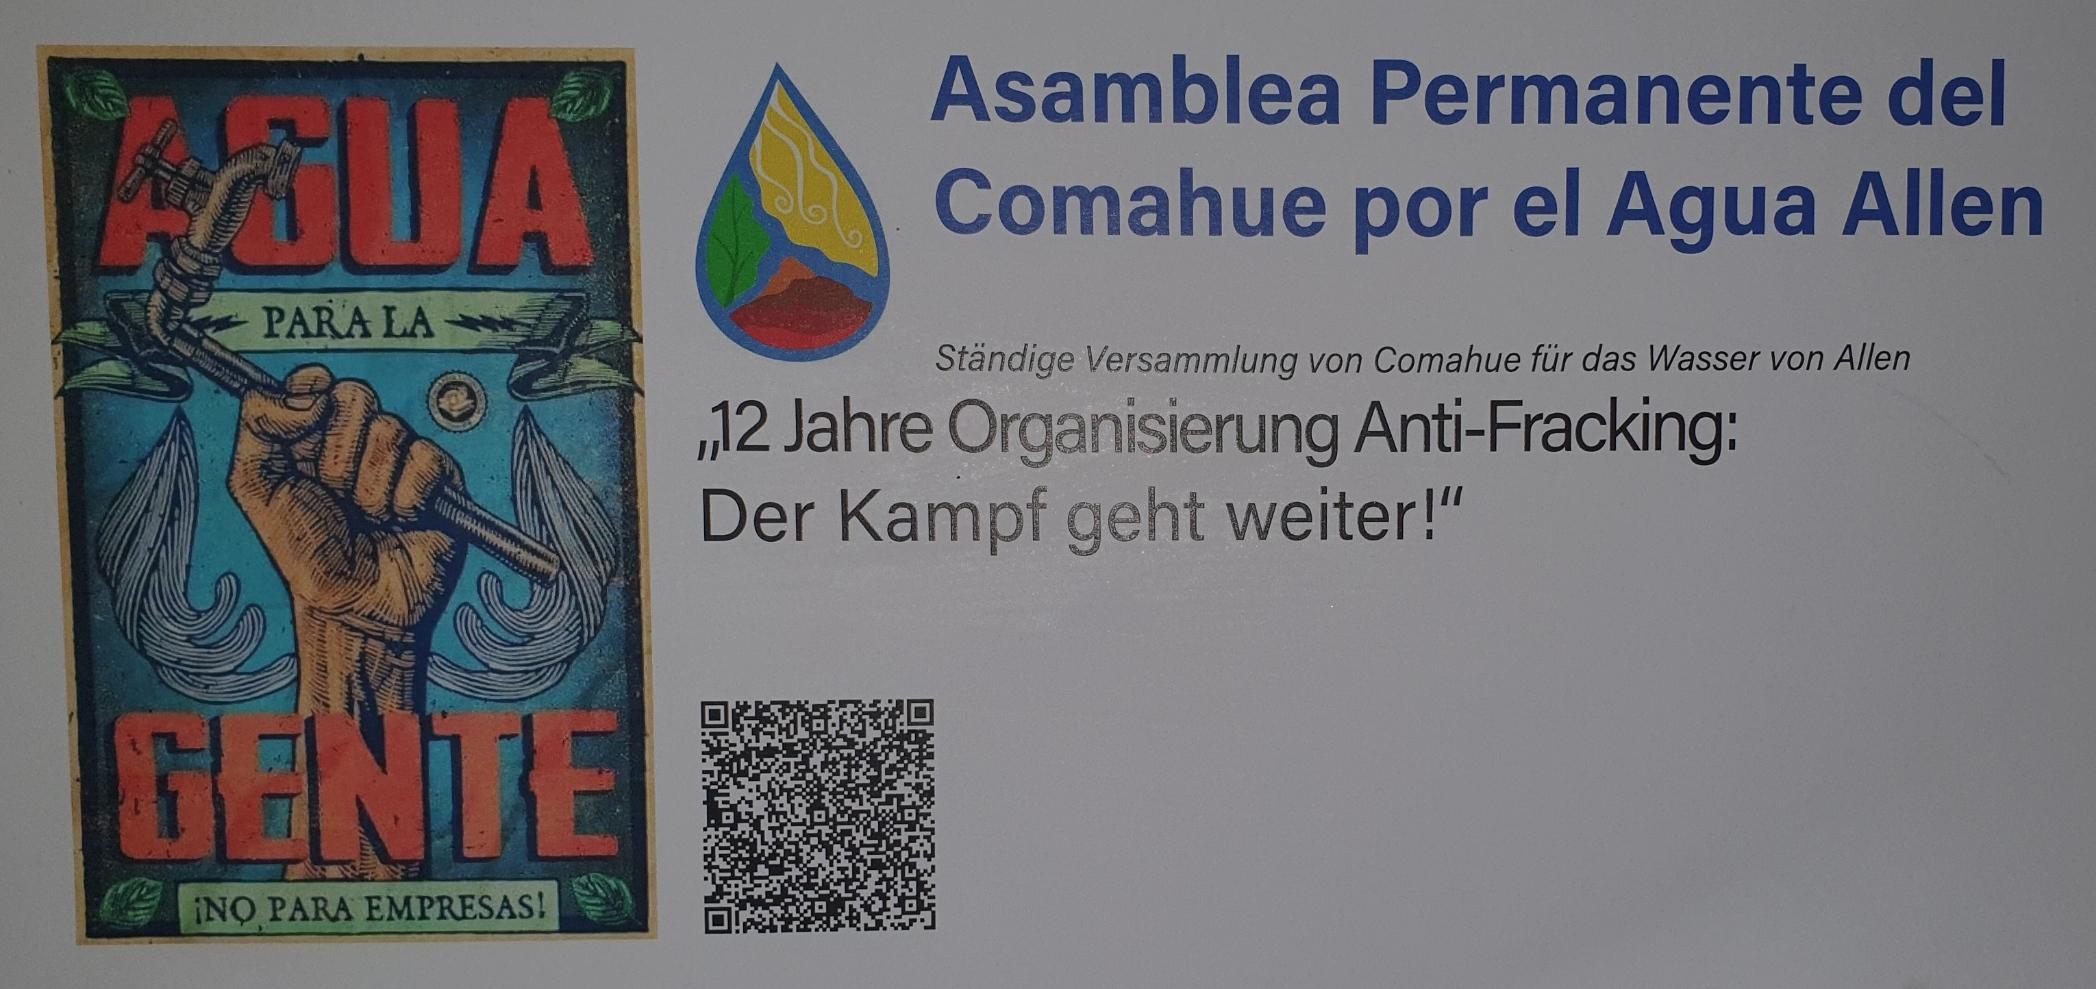 AGUA
PARA LA
GENTE
¡NO PARA EMPRESAS!
Asamblea Permanente del
Comahue por el Agua Allen
Ständige Versammlung von Comahue für das Wasser von Allen
„12 Jahre Organisierung Anti-Fracking:
Der Kampf geht weiter!“